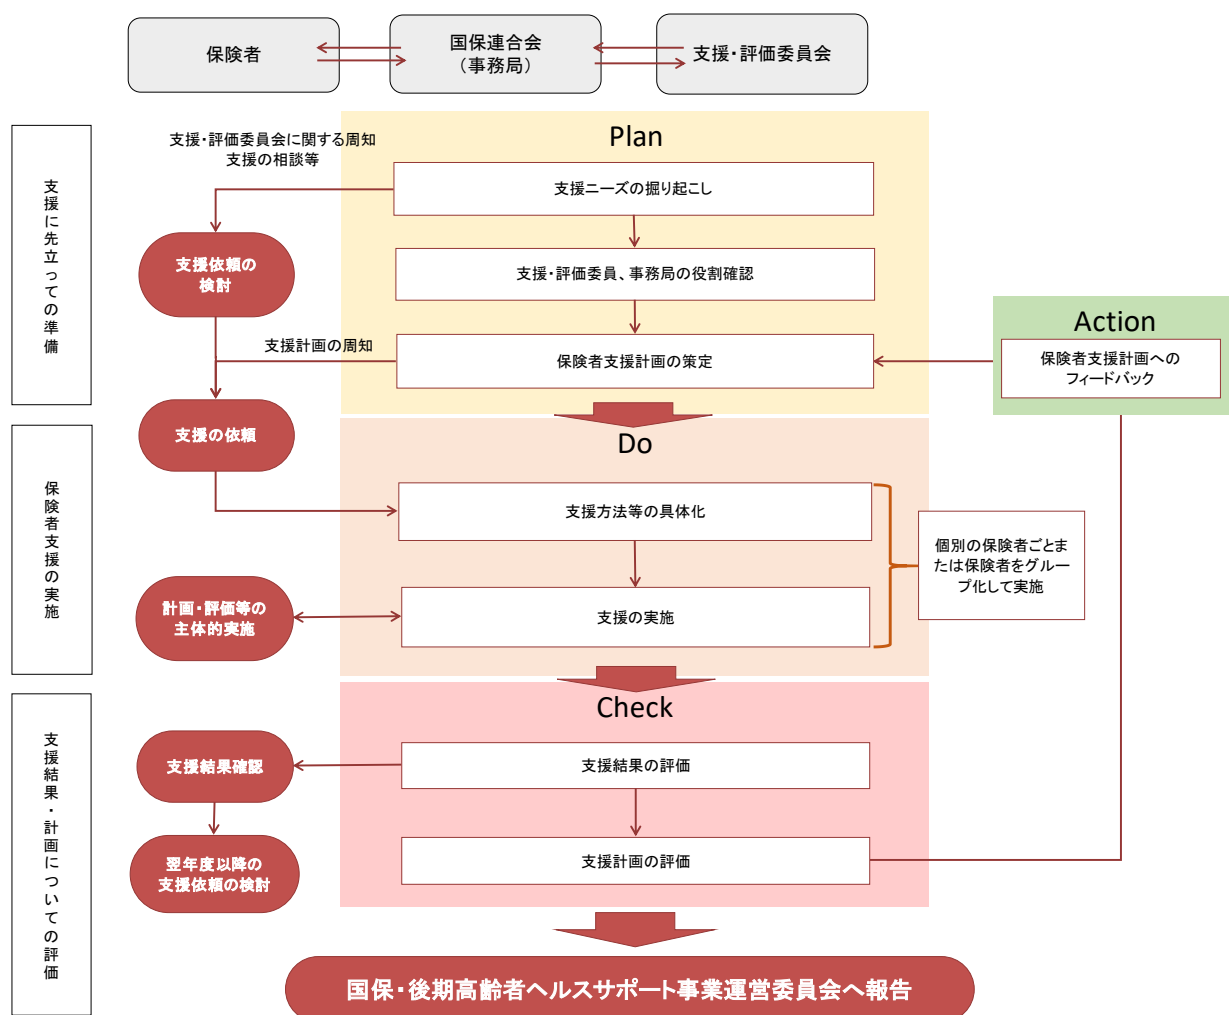 保険者
国保連合会
（事務局）
支援・評価委員会
支援に先立っての準備
支援・評価委員会に関する周知
支援の相談等
Plan
支援ニーズの掘り起こし
支援依頼の
検討
支援・評価委員、事務局の役割確認
支援計画の周知
保険者支援計画の策定
Action
保険者支援計画への
フィードバック
支援の依頼
保険者支援の実施
Do
支援方法等の具体化
個別の保険者ごとま
たは保険者をグルー
プ化して実施
計画・評価等の
主体的実施
支援の実施
支援結果・計画についての評価
Check
支援結果確認
支援結果の評価
翌年度以降の
支援依頼の検討
支援計画の評価
国保・後期高齢者ヘルスサポート事業運営委員会へ報告